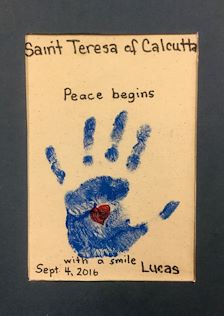 Saint Teresa of Calcutta
Peace begins
with a smile
Sept 4, 2016
Lucas